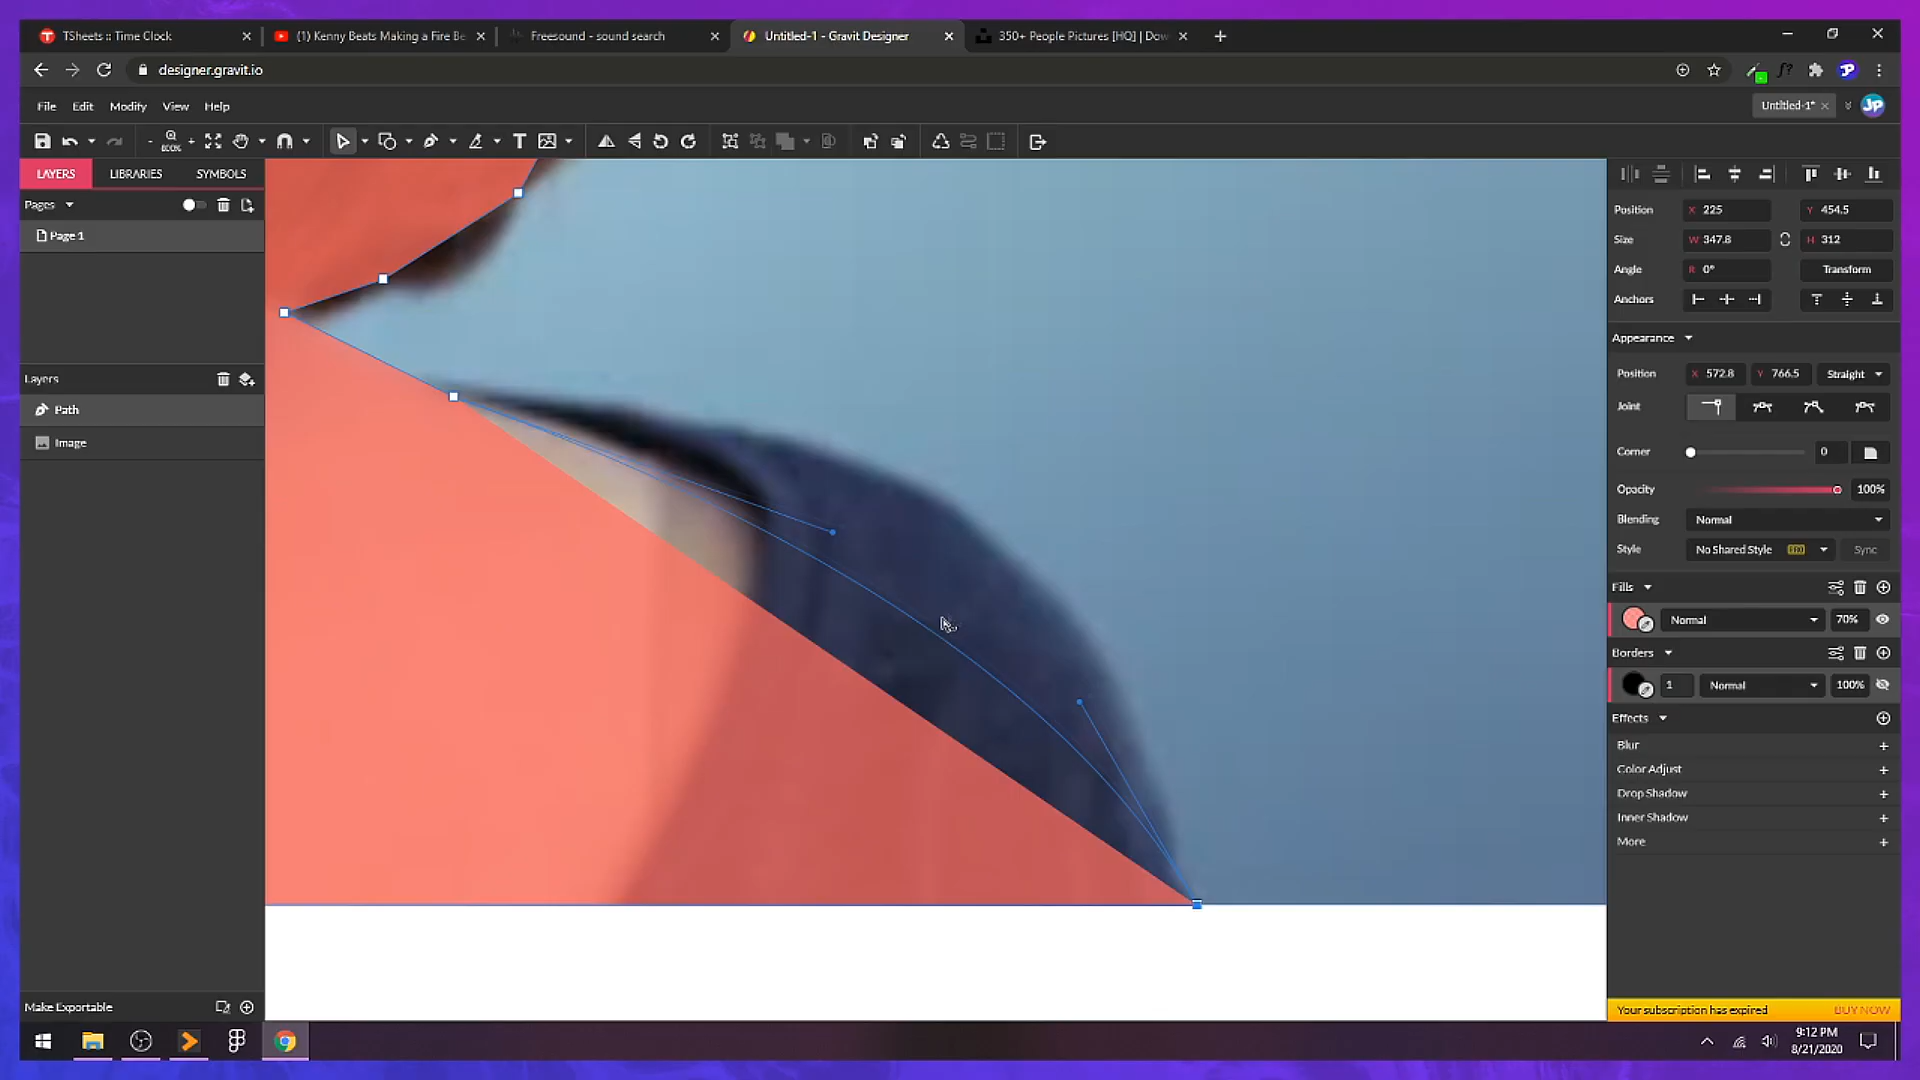 TSheets :: Time Clock
(1) Kenny Beats Making a Fire Be
Freesound - sound search
Untitled-1 - Gravit Designer
350+ People Pictures [HQ] | Dow
designer.gravit.io
File Edit Modify View Help
Untitled-1*
JP
800%
LAYERS LIBRARIES SYMBOLS
Pages
Page 1
Layers
Path
Image
Make Exportable
Position X 225 Y 454.5
Size W 347.8 H 312
Angle R 0° Transform
Anchors
Appearance
Position X 572.8 Y 766.5 Straight
Joint
Corner 0
Opacity 100%
Blending Normal
Style No Shared Style PRO Sync
Fills
Normal 70%
Borders
1 Normal 100%
Effects
Blur
Color Adjust
Drop Shadow
Inner Shadow
More
Your subscription has expired BUY NOW
9:12 PM
8/21/2020